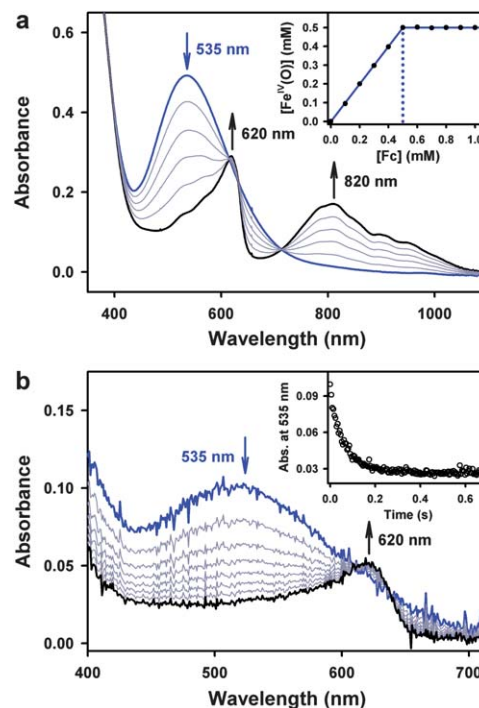 a
0.6
0.4
0.2
0.0
Absorbance
535 nm
620 nm
820 nm
[Fe^IV(O)] (mM)
0.5
0.4
0.3
0.2
0.1
0.0
0.0 0.2 0.4 0.6 0.8 1.0
[Fc] (mM)
400 600 800 1000
Wavelength (nm)
b
0.15
0.10
0.05
0.00
Absorbance
535 nm
620 nm
Abs. at 535 nm
0.09
0.06
0.03
0.0 0.2 0.4 0.6
Time (s)
400 500 600 700
Wavelength (nm)